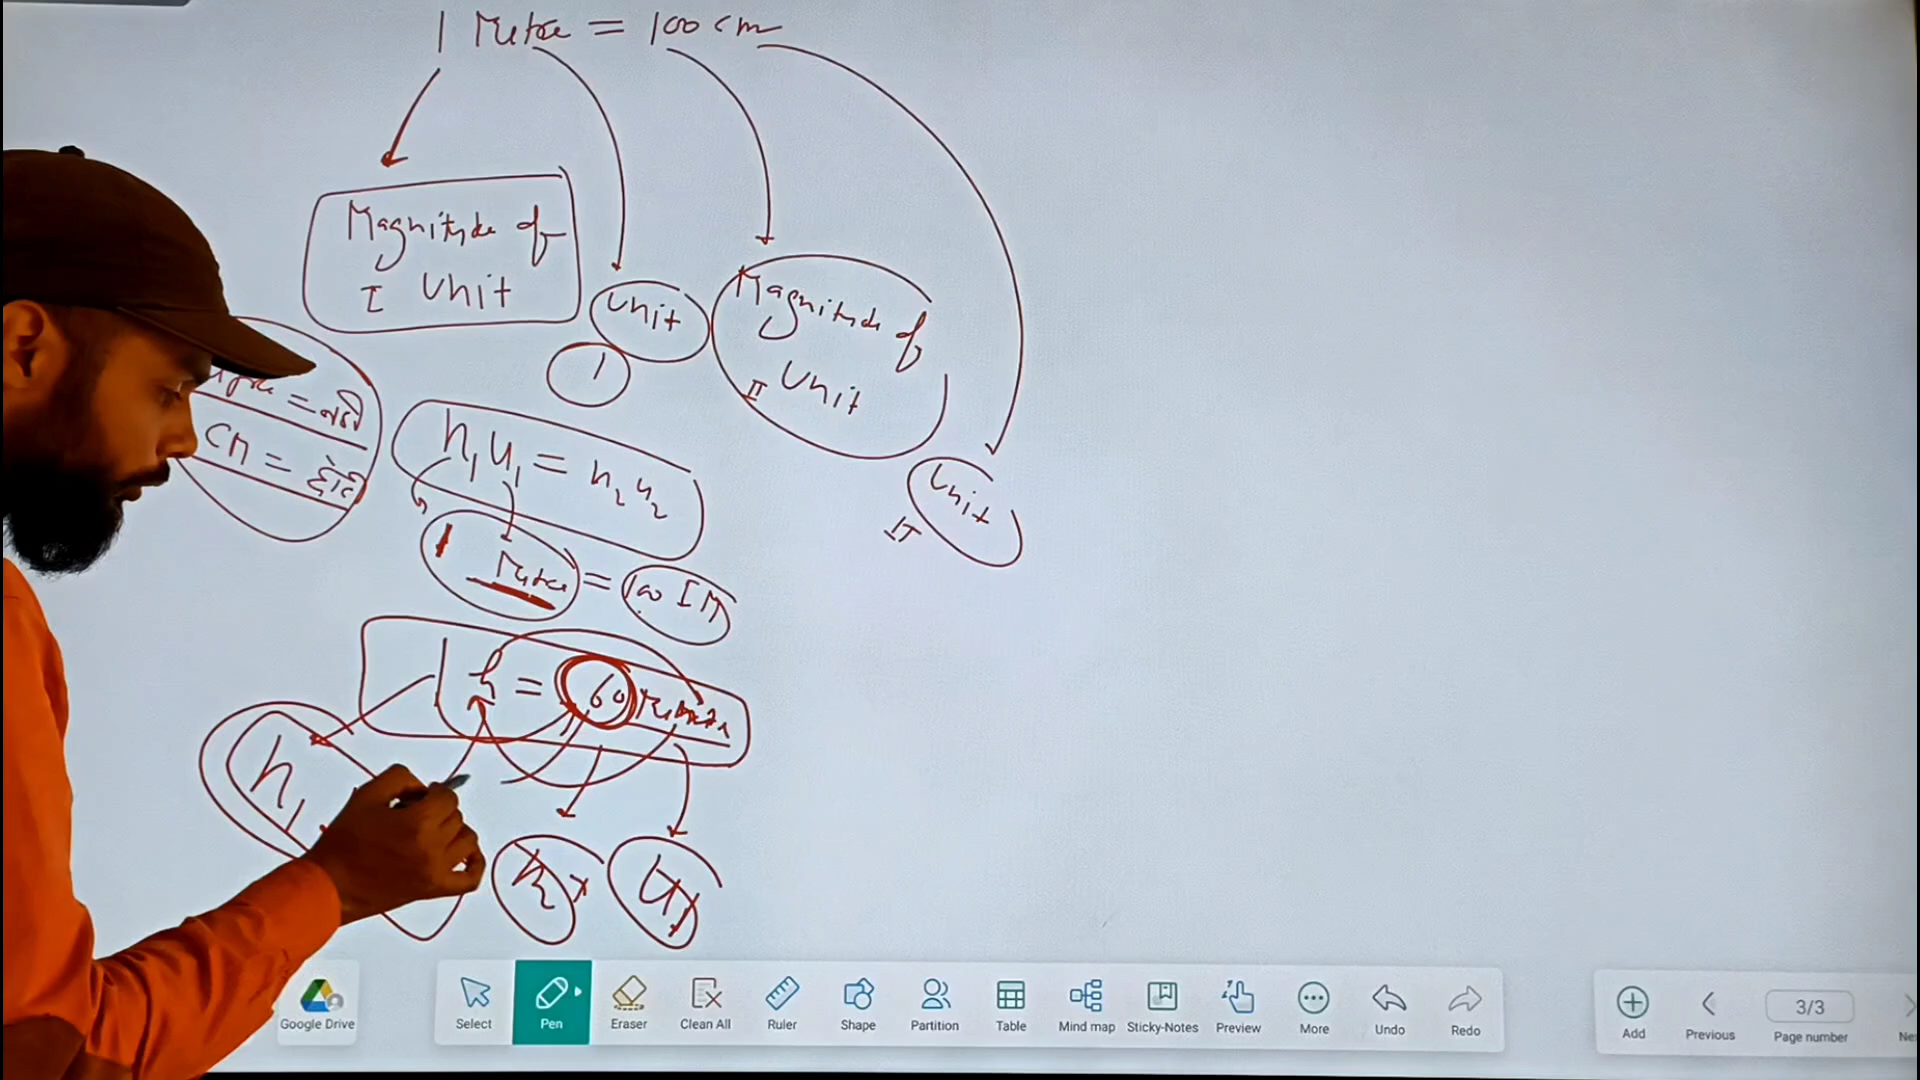 1 Metre = 100 cm
Magnitude of
I Unit
Unit
I
Magnitude of
II Unit
Unit
II
= बड़ी
CM = छोटी
n₁u₁ = n₂u₂
1 Metre = 100 CM
1 h = 60 Minutes
n₁
n₂
Google Drive
Select
Pen
Eraser
Clean All
Ruler
Shape
Partition
Table
Mind map
Sticky-Notes
Preview
More
Undo
Redo
Add
Previous
3/3
Page number